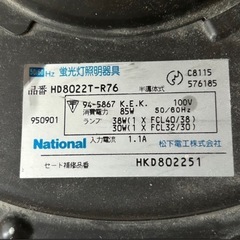 Hz 蛍光灯照明器具
品番 HD8022T-R76 半導体式
C8115
576185
94-5867 K.E.K. 100V
消費電力 85W 50/60Hz
950901 ランプ 38W(1 X FCL40/38)
30W(1 X FCL32/30)
National 入力電流 1.1A 松下電工株式会社
セード補修品番 HKD802251